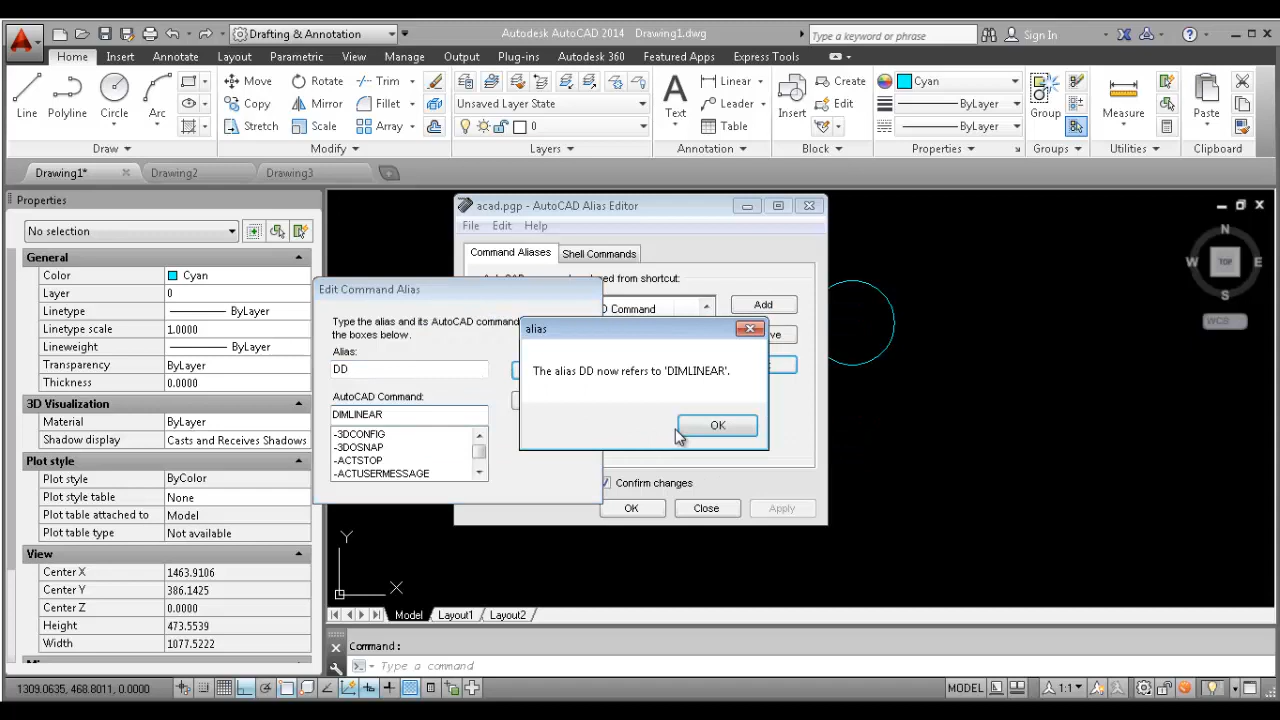 Drafting & Annotation
Autodesk AutoCAD 2014 Drawing1.dwg
Type a keyword or phrase
Sign In
Home Insert Annotate Layout Parametric View Manage Output Plug-ins Autodesk 360 Featured Apps Express Tools
Line Polyline Circle Arc
Move Rotate Trim
Copy Mirror Fillet
Stretch Scale Array
Unsaved Layer State
0
Text
Linear
Leader
Table
Insert
Create
Edit
Cyan
ByLayer
ByLayer
Group
Measure
Paste
Draw Modify Layers Annotation Block Properties Groups Utilities Clipboard
Drawing1* Drawing2 Drawing3
Properties
No selection
General
Color Cyan
Layer 0
Linetype ByLayer
Linetype scale 1.0000
Lineweight ByLayer
Transparency ByLayer
Thickness 0.0000
3D Visualization
Material ByLayer
Shadow display Casts and Receives Shadows
Plot style
Plot style ByColor
Plot style table None
Plot table attached to Model
Plot table type Not available
View
Center X 1463.9106
Center Y 386.1425
Center Z 0.0000
Height 473.5539
Width 1077.5222
acad.pgp - AutoCAD Alias Editor
File Edit Help
Command Aliases Shell Commands
from shortcut:
D Command
Add
ve
Confirm changes
OK Close Apply
Edit Command Alias
Type the alias and its AutoCAD command
the boxes below.
Alias:
DD
AutoCAD Command:
DIMLINEAR
-3DCONFIG
-3DOSNAP
-ACTSTOP
-ACTUSERMESSAGE
alias
The alias DD now refers to 'DIMLINEAR'.
OK
N
W TOP E
S
WCS
Y
X
Model Layout1 Layout2
Command:
Type a command
1309.0635, 468.8011, 0.0000
MODEL
1:1